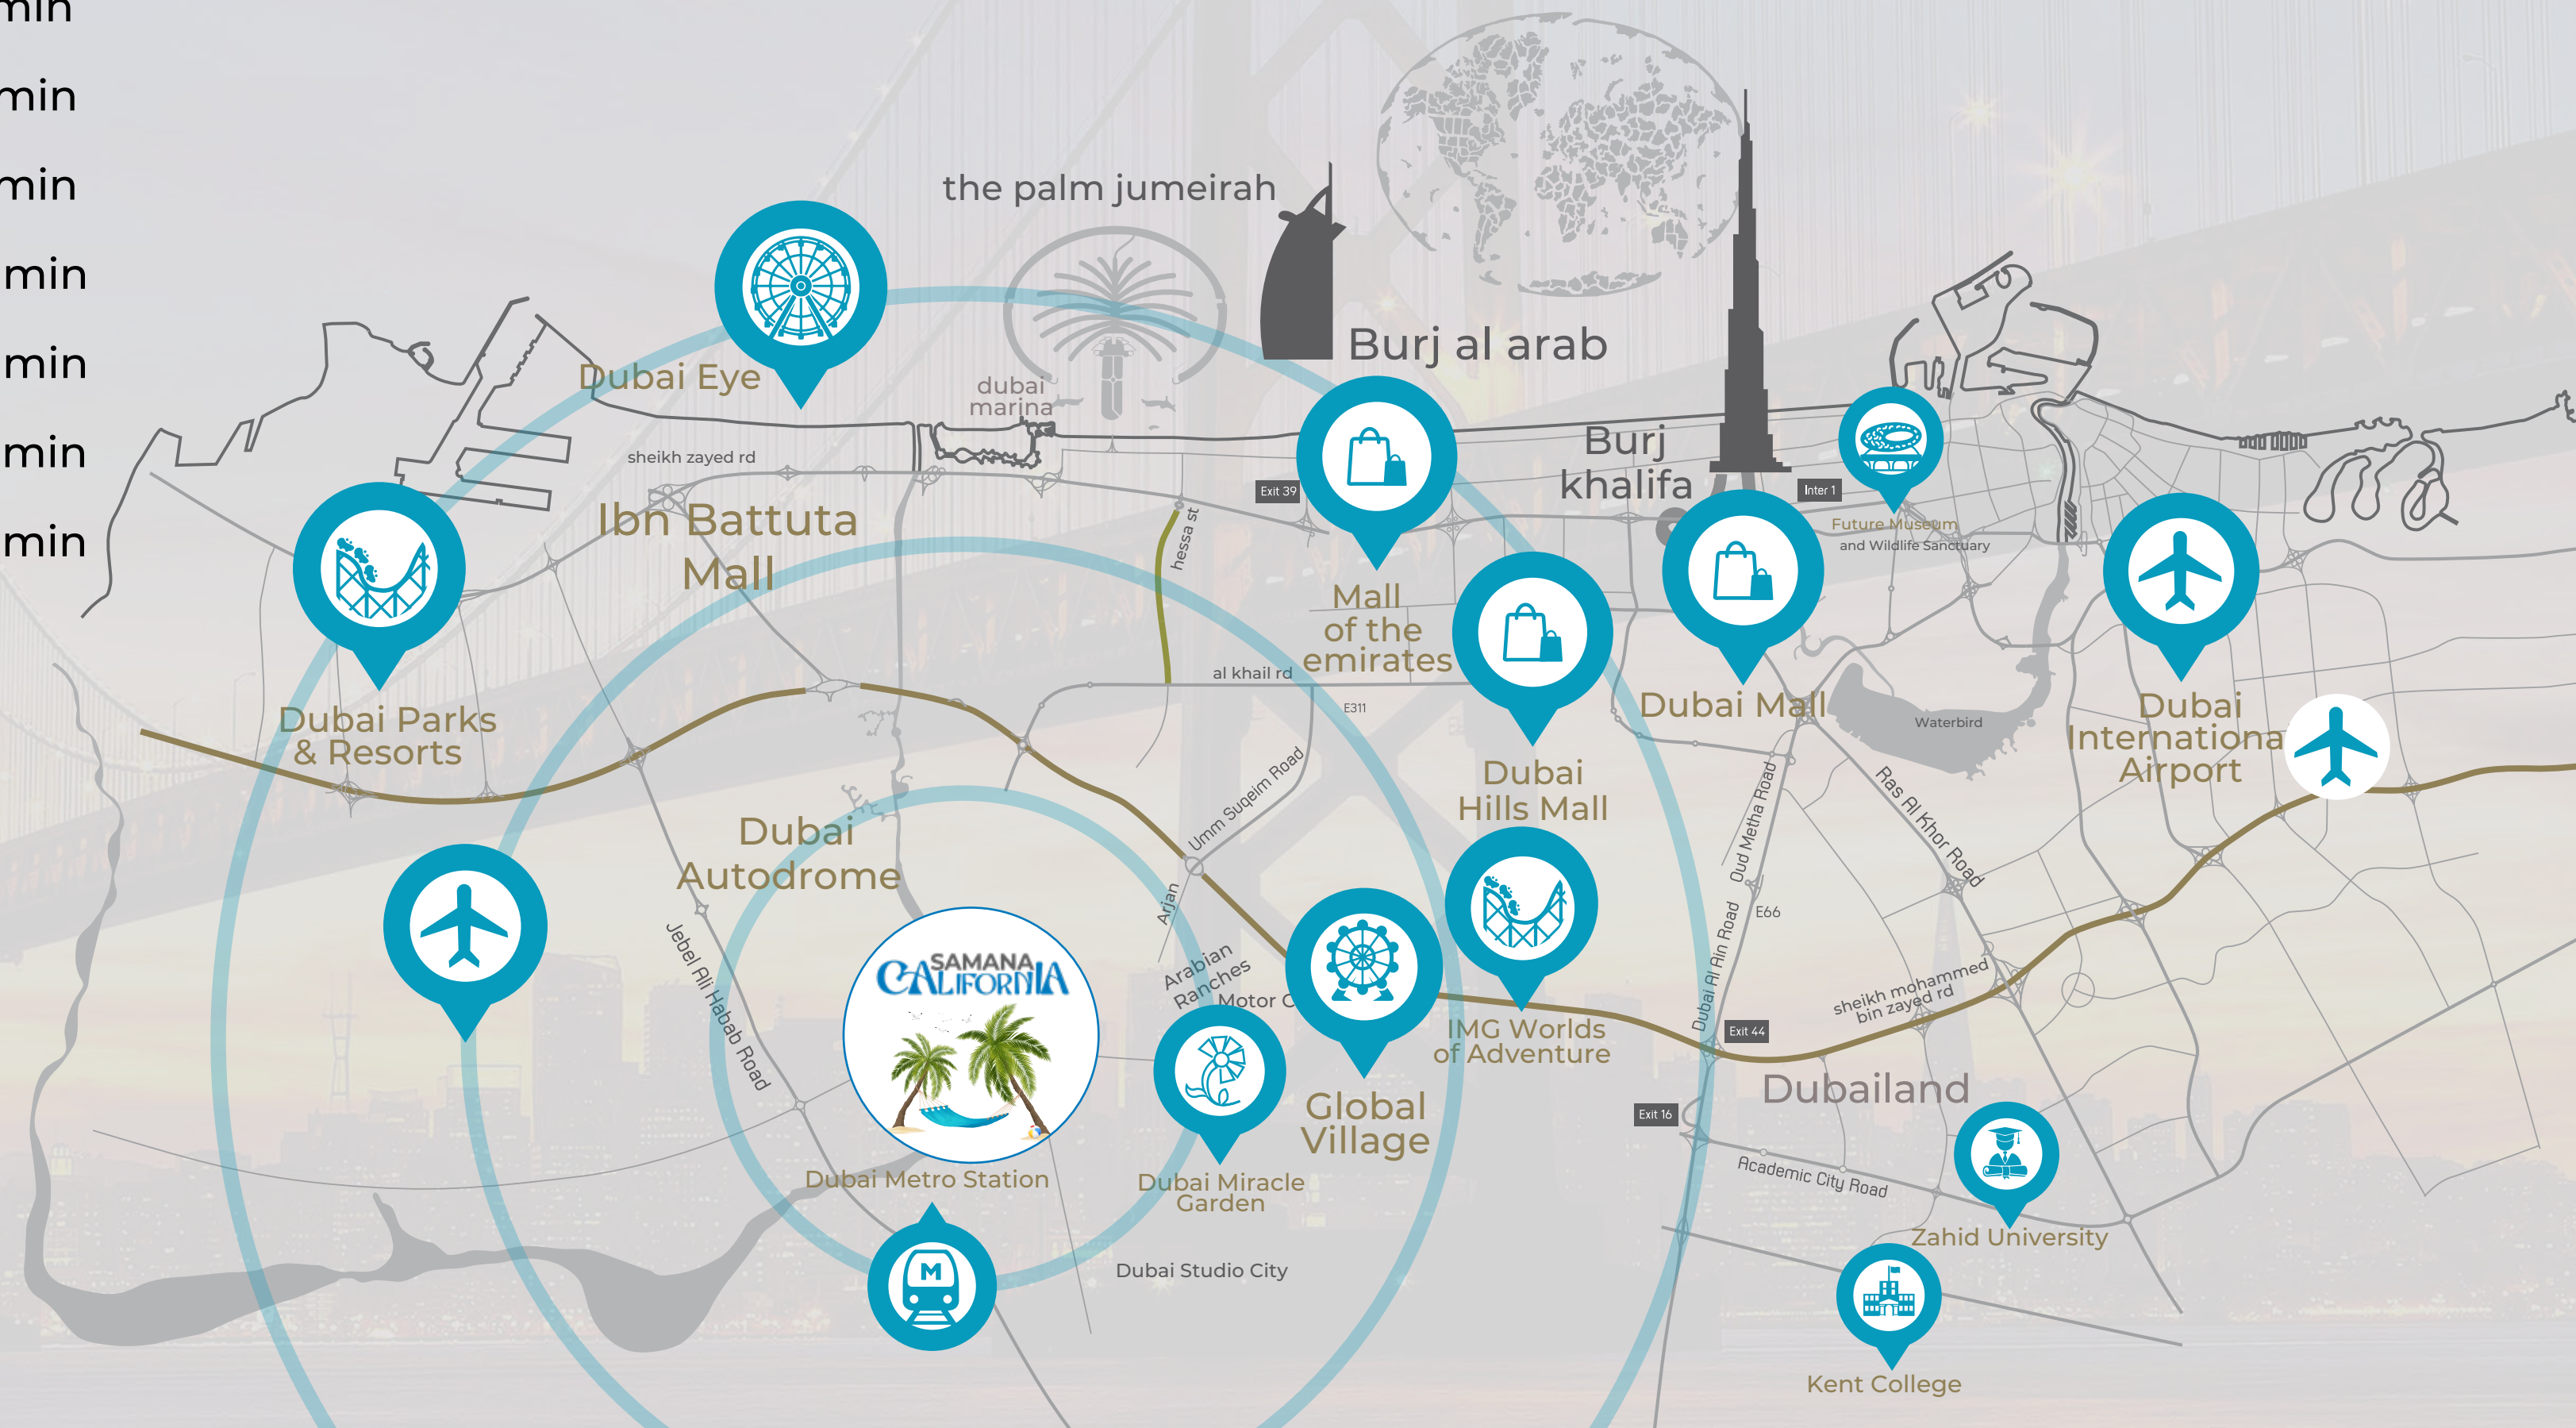 min
min
min
min
min
min
min
the palm jumeirah
Burj al arab
Dubai Eye
dubai
marina
sheikh zayed rd
Burj
khalifa
Exit 39
Inter 1
Ibn Battuta
Mall
hessa st
Future Museum
and Wildlife Sanctuary
Mall
of the
emirates
al khail rd
E311
Dubai Mall
Waterbird
Dubai
Internationa
Airport
Dubai Parks
& Resorts
Dubai
Hills Mall
Umm Suqeim Road
Oud Metha Road
Ras Al Khor Road
Dubai
Autodrome
Arjan
E66
Jebel Ali Habab Road
SAMANA
CALIFORNIA
Arabian
Ranches
Motor C
Dubai Al Ain Road
sheikh mohammed
bin zayed rd
IMG Worlds
of Adventure
Exit 44
Dubailand
Global
Village
Exit 16
Academic City Road
Dubai Metro Station
Dubai Miracle
Garden
Zahid University
M
Dubai Studio City
Kent College